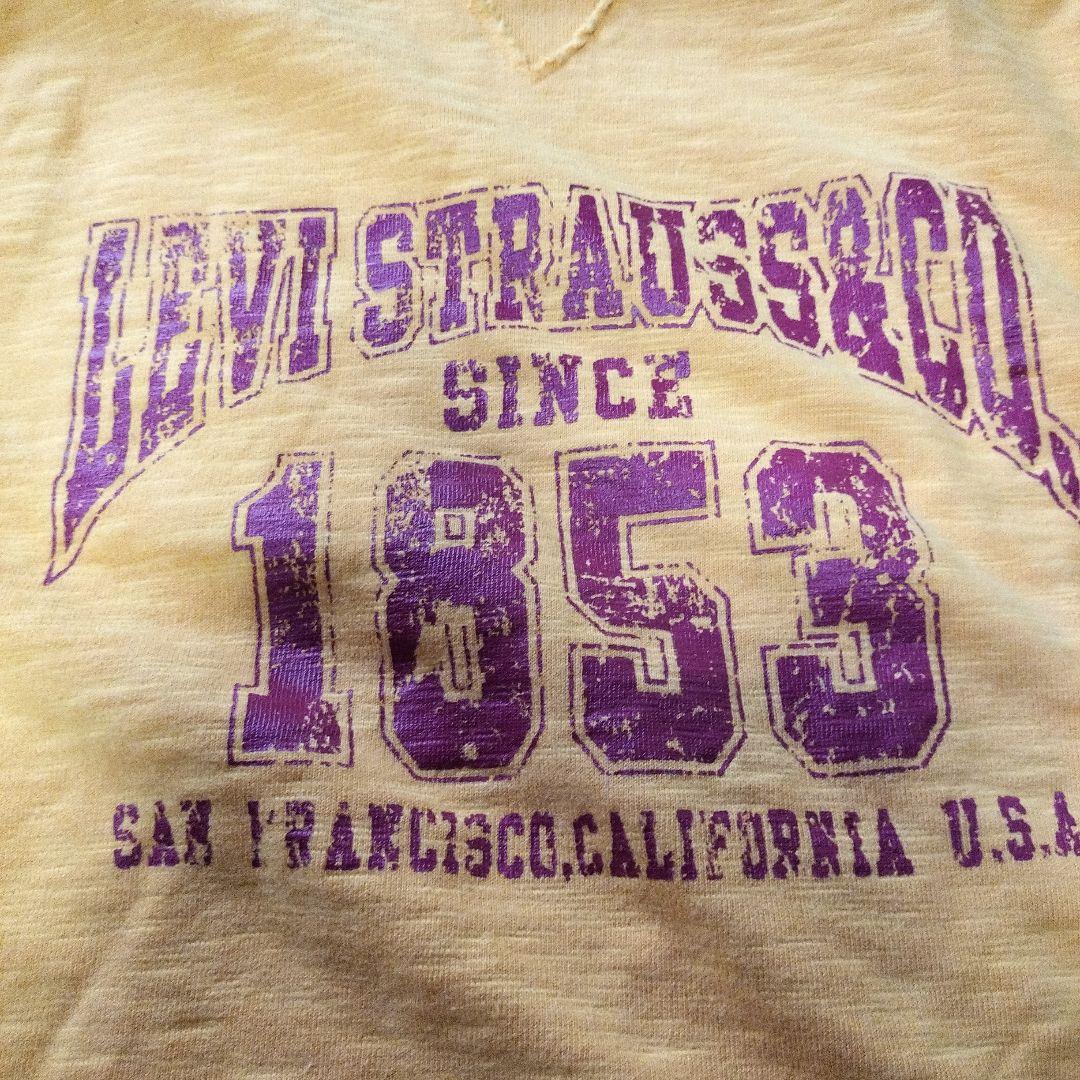 LEVI STRAUSS&CO
SINCE
1853
SAN FRANCISCO.CALIFORNIA U.S.A